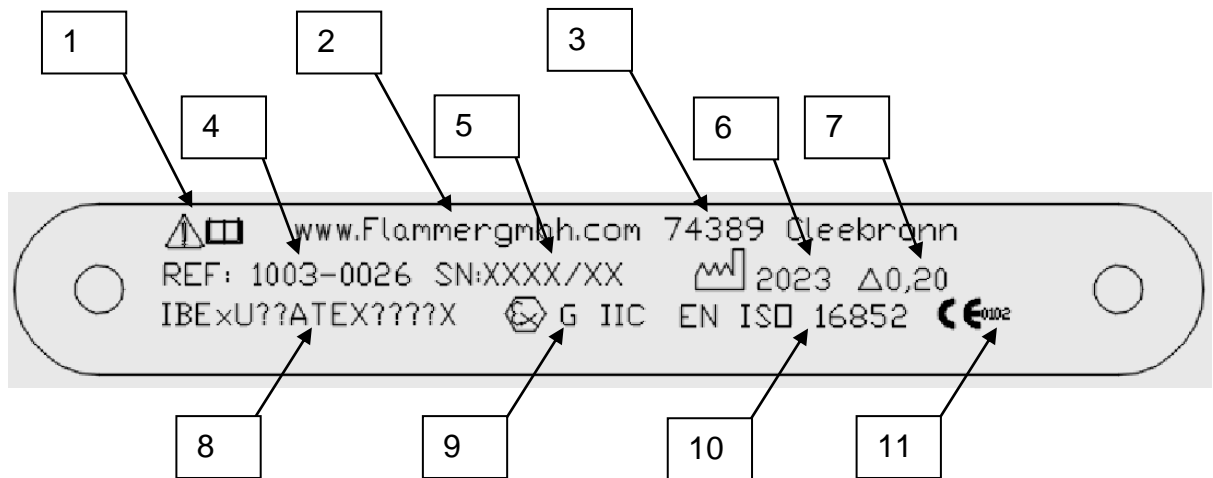 1 2 3
4 5 6 7
www.Flammergmbh.com 74389 Cleebronn
REF: 1003-0026 SN:XXXX/XX 2023 Δ0,20
IBExU??ATEX????X Ex G IIC EN ISO 16852 CE0102
8 9 10 11